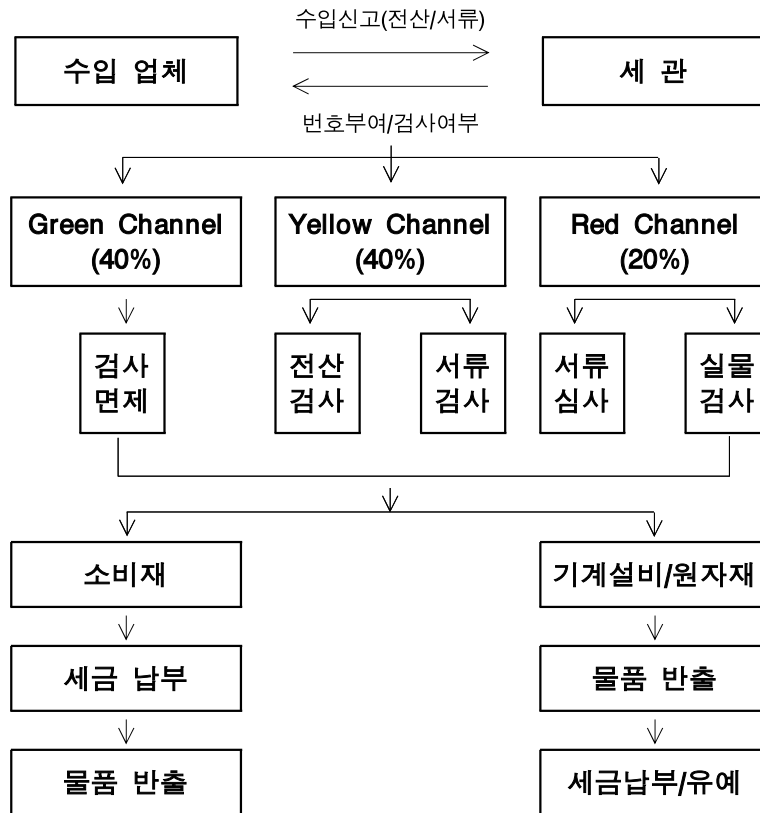 수입신고(전산/서류)
수입 업체
세 관
번호부여/검사여부
Green Channel
(40%)
Yellow Channel
(40%)
Red Channel
(20%)
검사
면제
전산
검사
서류
검사
서류
심사
실물
검사
소비재
기계설비/원자재
세금 납부
물품 반출
물품 반출
세금납부/유예